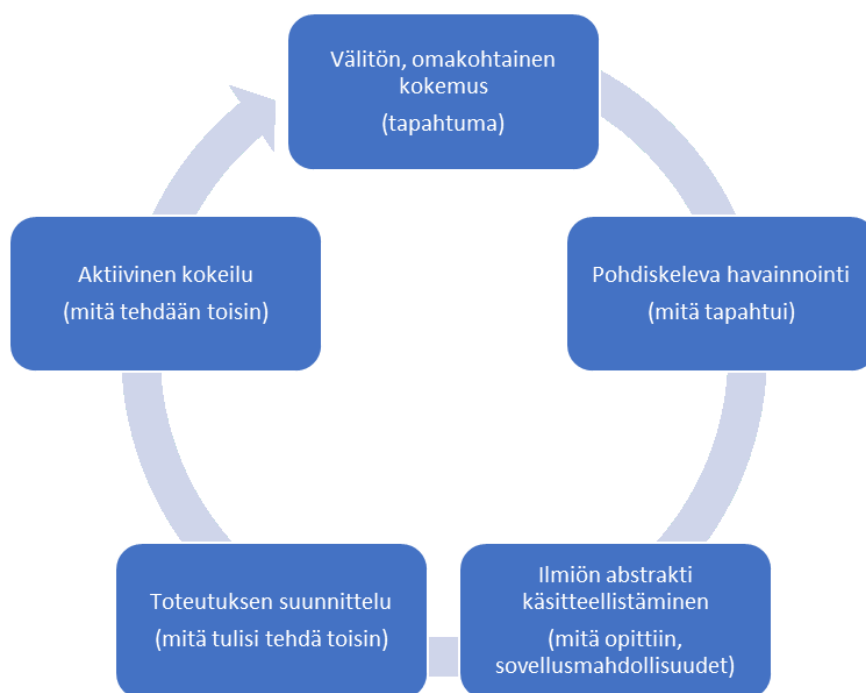 Välitön, omakohtainen
kokemus
(tapahtuma)
Pohdiskeleva havainnointi
(mitä tapahtui)
Ilmiön abstrakti
käsitteellistäminen
(mitä opittiin,
sovellusmahdollisuudet)
Toteutuksen suunnittelu
(mitä tulisi tehdä toisin)
Aktiivinen kokeilu
(mitä tehdään toisin)